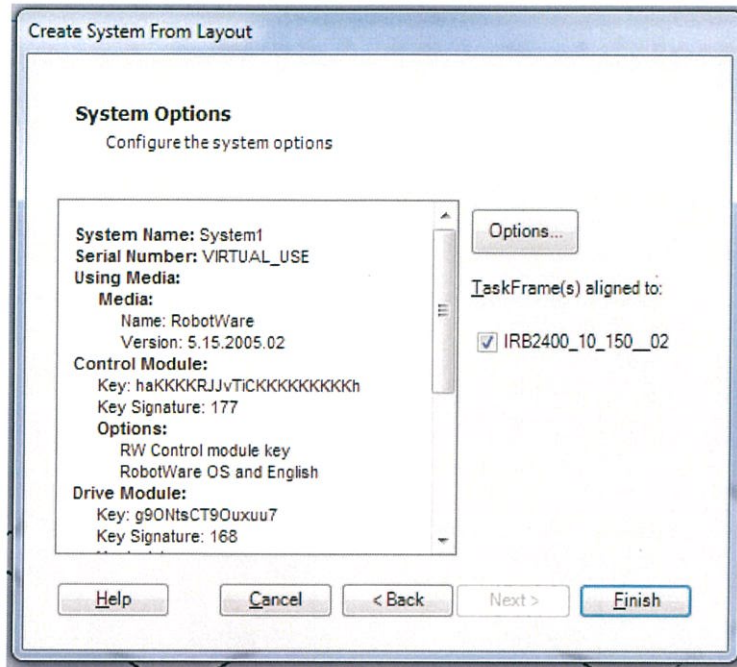 Create System From Layout
System Options
Configure the system options
System Name: System1
Serial Number: VIRTUAL_USE
Using Media:
Media:
Name: RobotWare
Version: 5.15.2005.02
Control Module:
Key: haKKKKRJJvTiCKKKKKKKKKh
Key Signature: 177
Options:
RW Control module key
RobotWare OS and English
Drive Module:
Key: g9ONtsCT9Ouxuu7
Key Signature: 168
Options...
TaskFrame(s) aligned to:
IRB2400_10_150__02
Help
Cancel
< Back
Next >
Finish